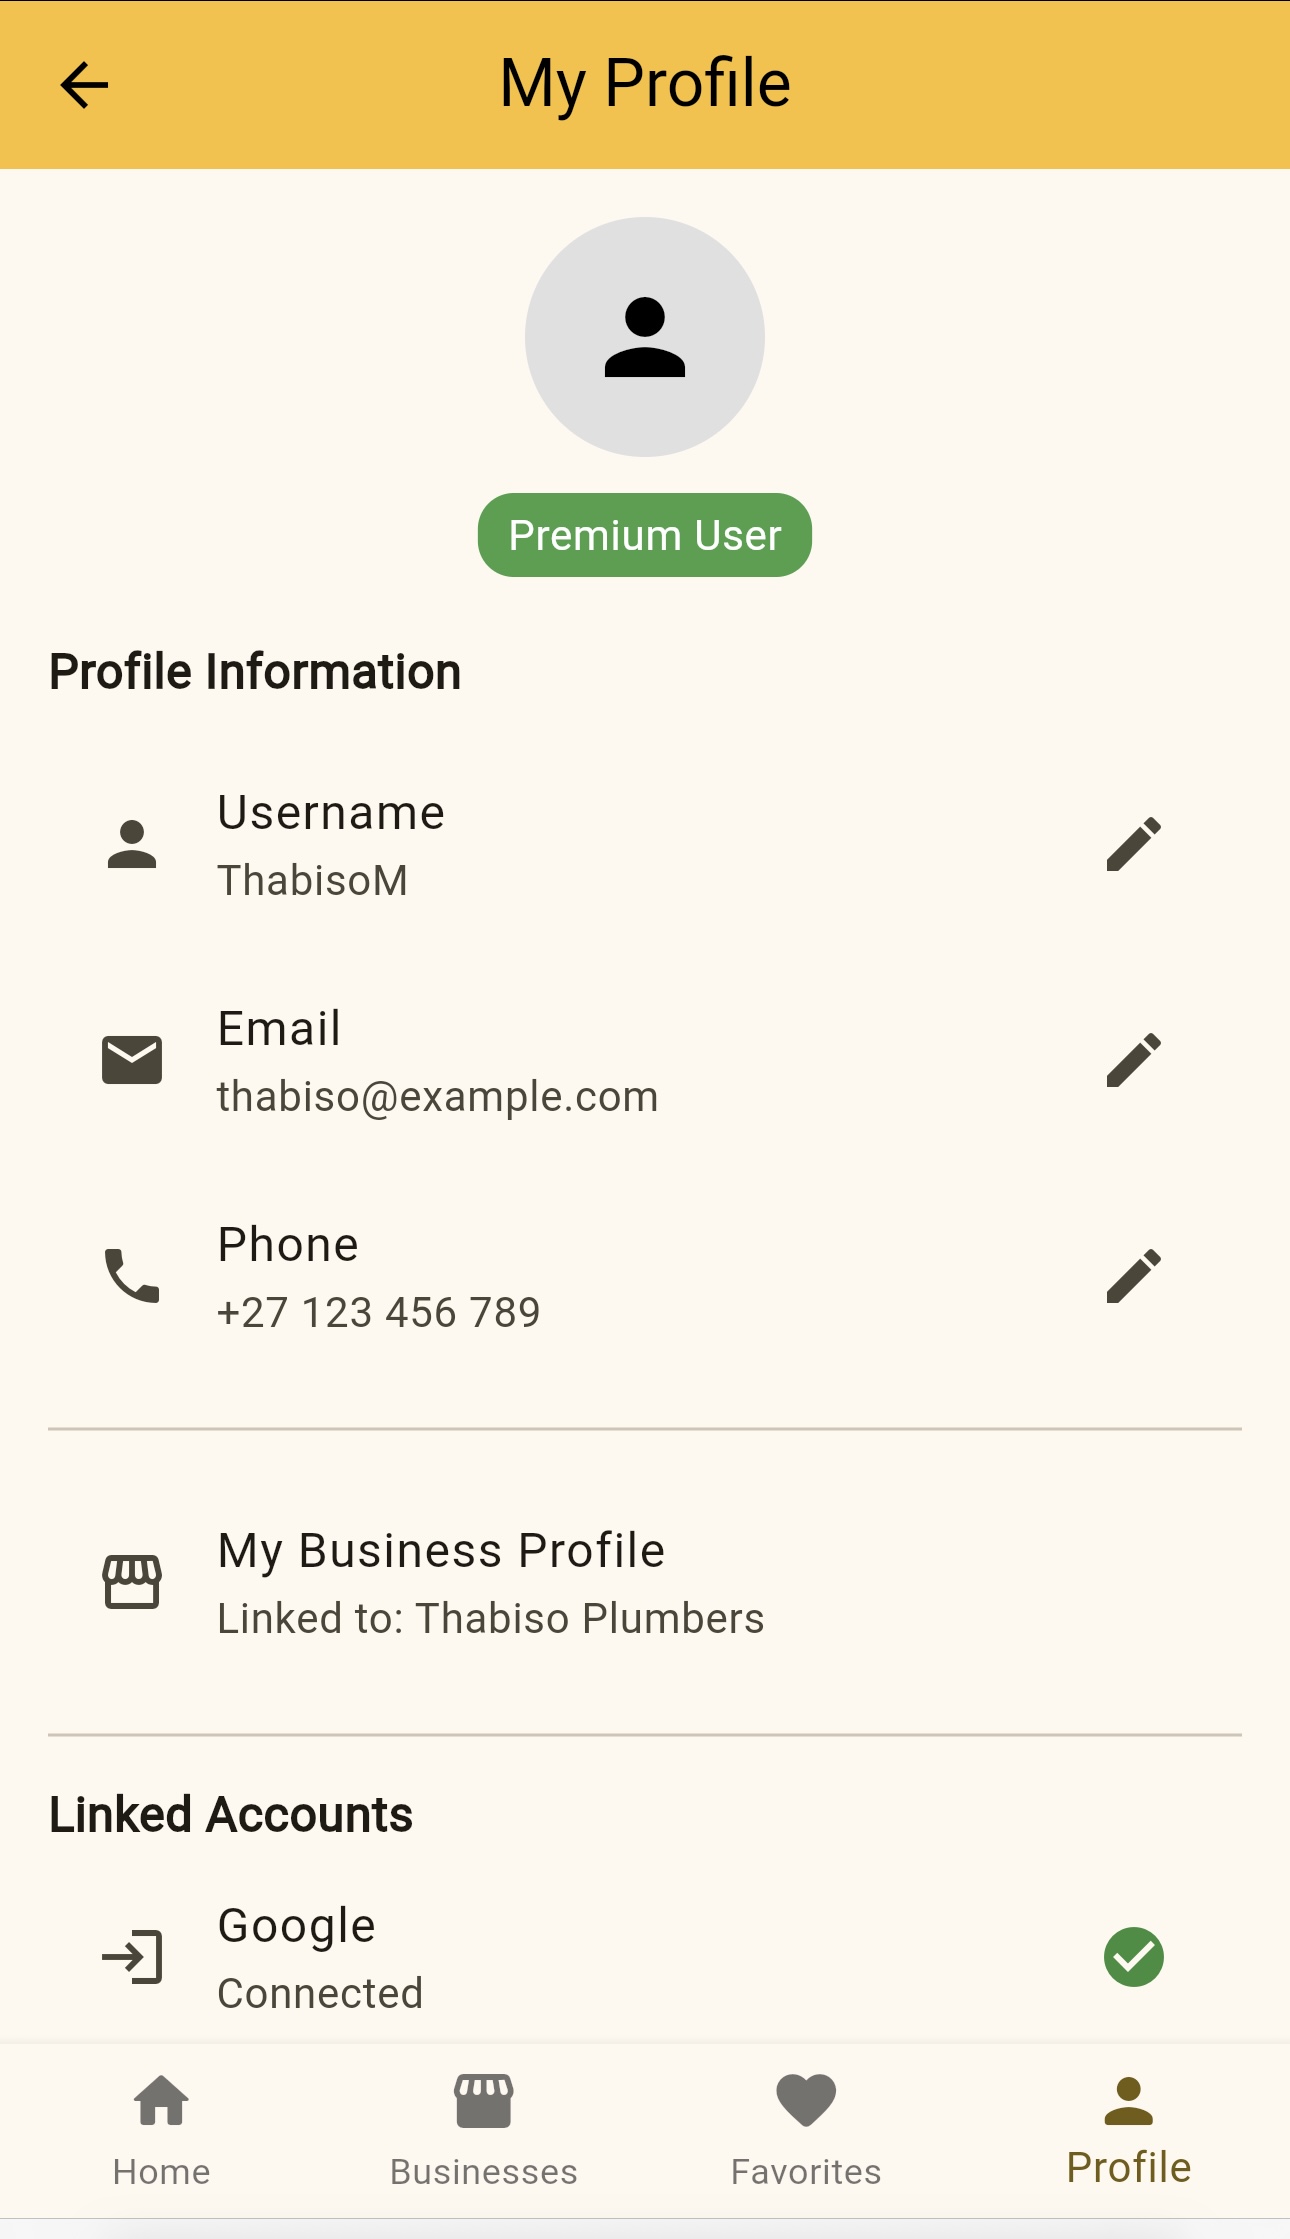 My Profile
Premium User
Profile Information
Username
ThabisoM
Email
thabiso@example.com
Phone
+27 123 456 789
My Business Profile
Linked to: Thabiso Plumbers
Linked Accounts
Google
Connected
Home Businesses Favorites Profile